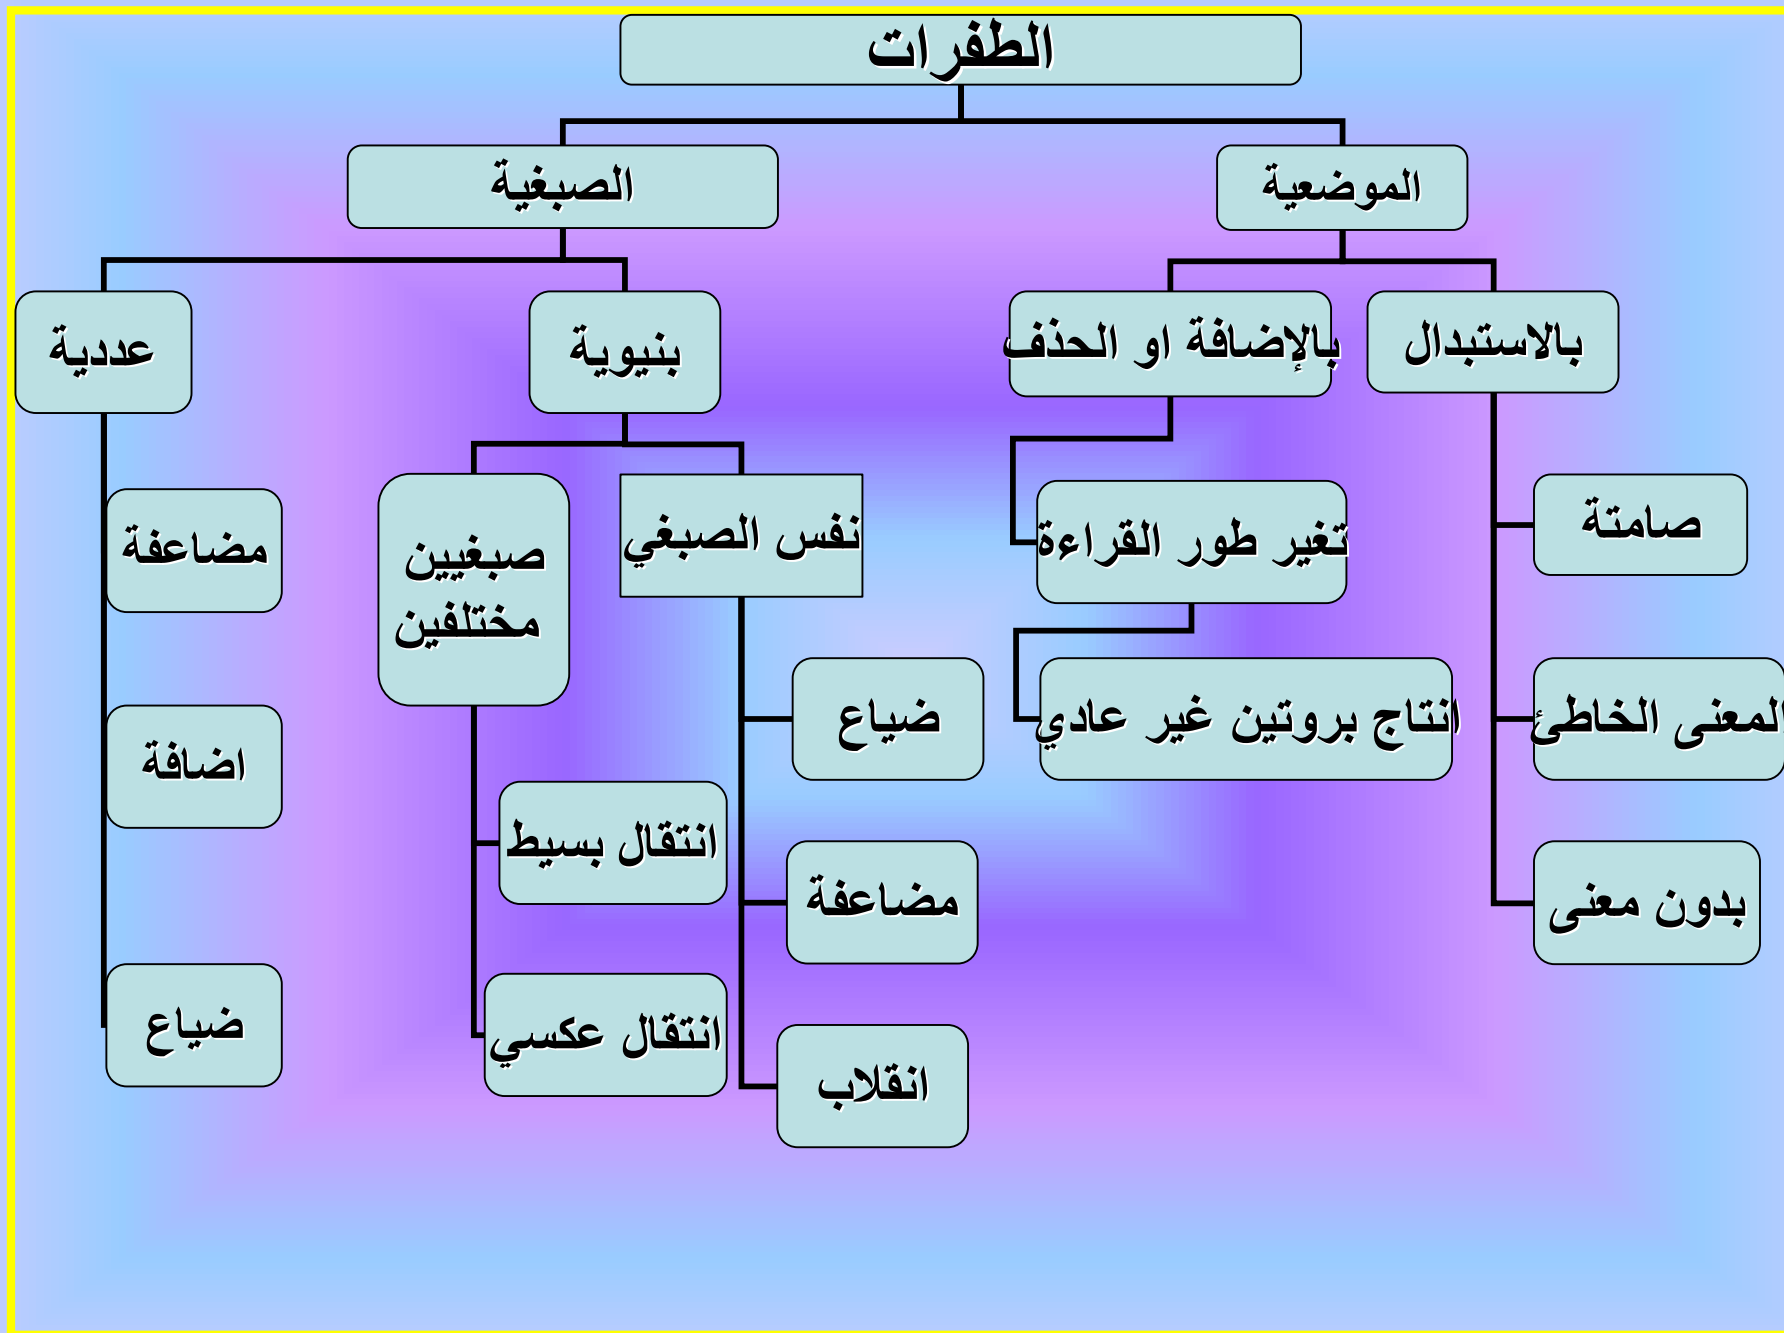 الطفرات
الموضعية
الصبغية
بالاستبدال
بالإضافة او الحذف
بنيوية
عددية
صامتة
المعنى الخاطئ
بدون معنى
تغير طور القراءة
انتاج بروتين غير عادي
نفس الصبغي
ضياع
مضاعفة
انقلاب
صبغيين
مختلفين
انتقال بسيط
انتقال عكسي
مضاعفة
اضافة
ضياع